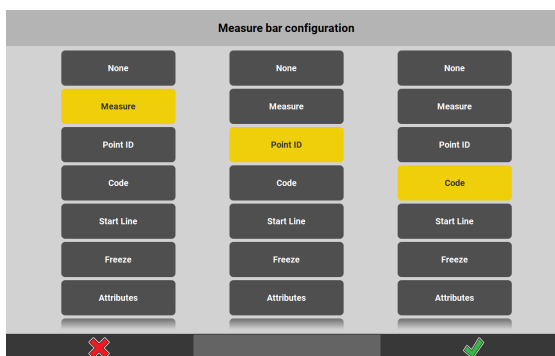 Measure bar configuration
None None None
Measure Measure Measure
Point ID Point ID Point ID
Code Code Code
Start Line Start Line Start Line
Freeze Freeze Freeze
Attributes Attributes Attributes